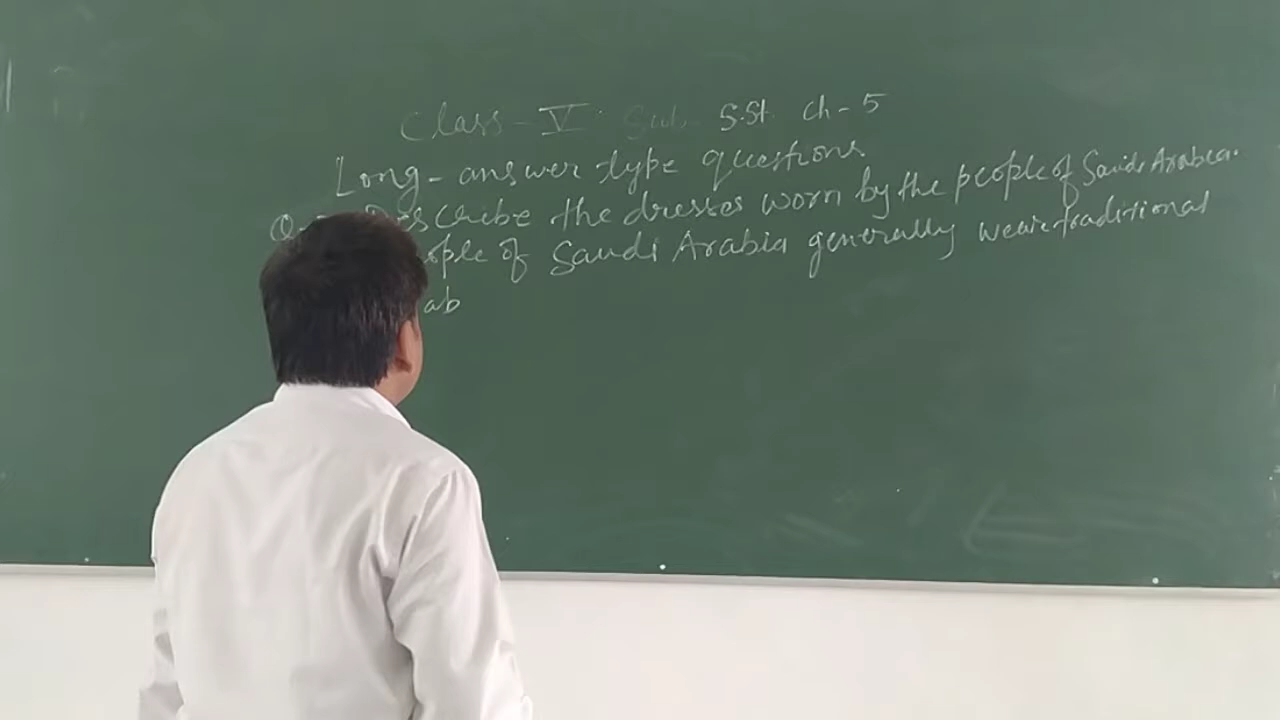 Class - V Sub. S.St. ch - 5
Long - answer type questions
Describe the dresses worn by the people of Saudi Arabia.
ople of Saudi Arabia generally wear traditional
ab